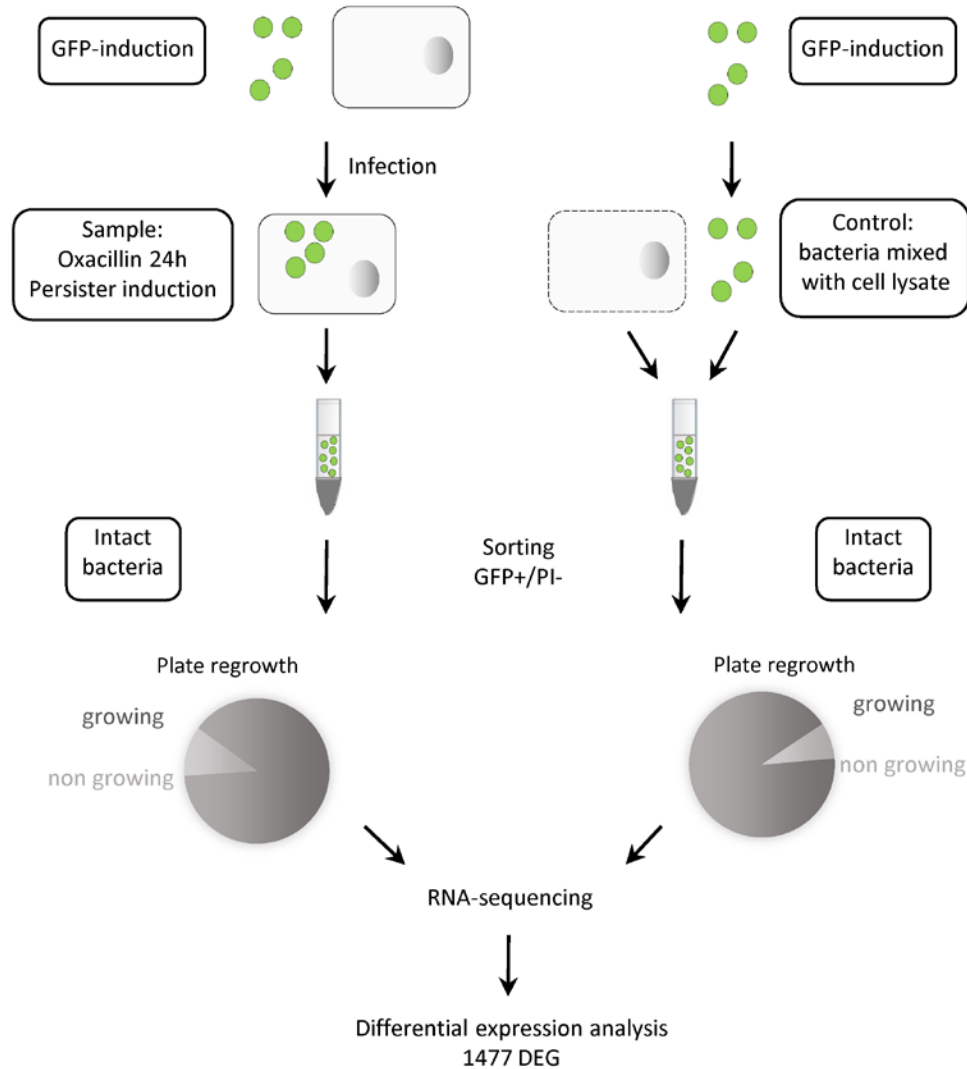 GFP-induction
GFP-induction
Infection
Sample:
Oxacillin 24h
Persister induction
Control:
bacteria mixed
with cell lysate
Intact
bacteria
Sorting
GFP+/PI-
Intact
bacteria
Plate regrowth
growing
non growing
Plate regrowth
growing
non growing
RNA-sequencing
Differential expression analysis
1477 DEG